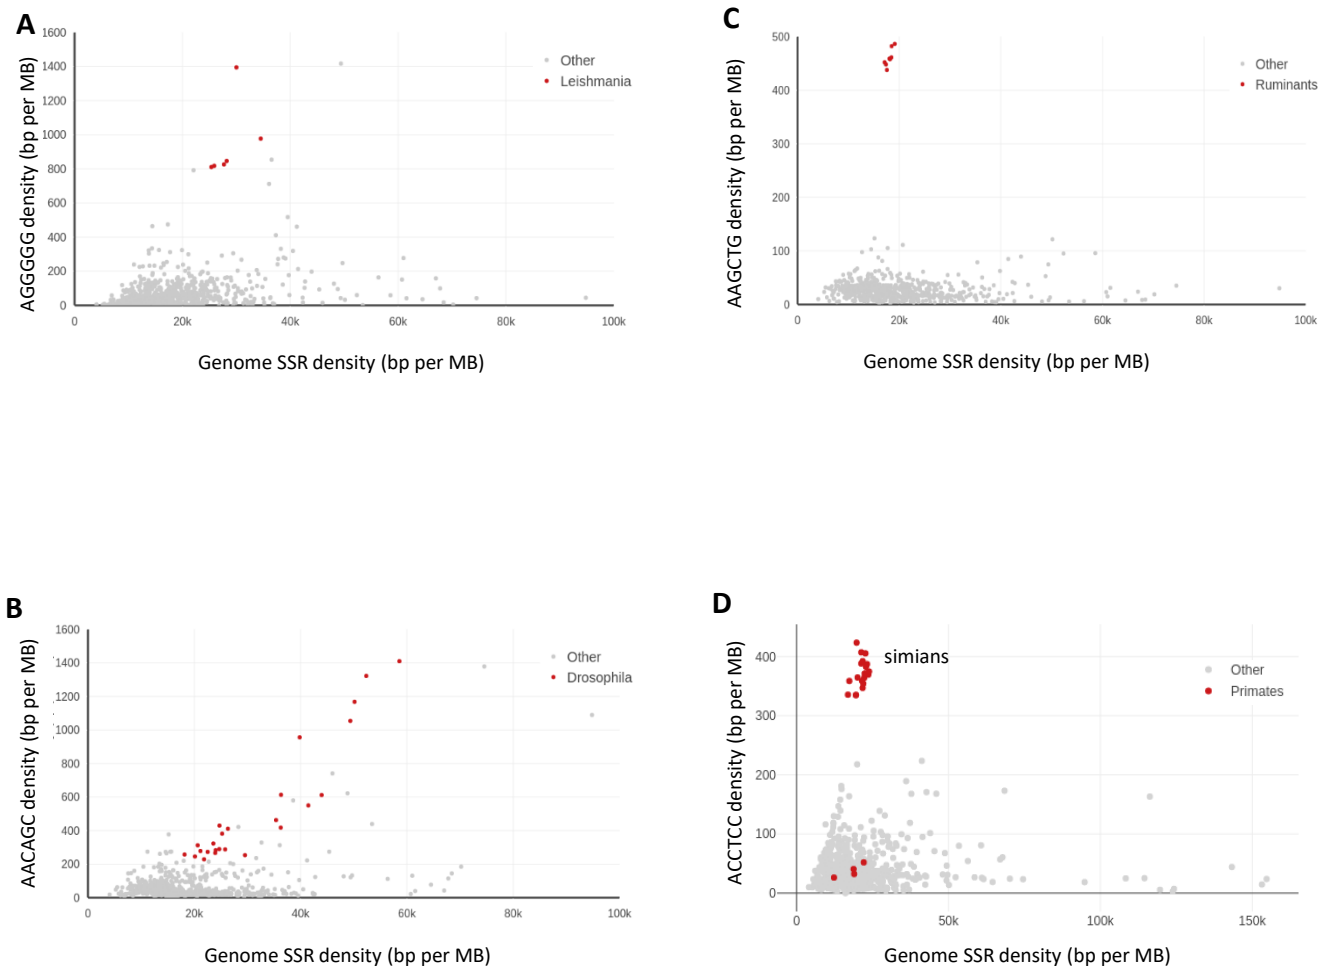 A
1600
1400
1200
1000
800
600
400
200
0
0 20k 40k 60k 80k 100k
AGGGGG density (bp per MB)
Genome SSR density (bp per MB)
Other
Leishmania
C
500
400
300
200
100
0
0 20k 40k 60k 80k 100k
AAGCTG density (bp per MB)
Genome SSR density (bp per MB)
Other
Ruminants
B
1600
1400
1200
1000
800
600
400
200
0
0 20k 40k 60k 80k 100k
AACAGC density (bp per MB)
Genome SSR density (bp per MB)
Other
Drosophila
D
400
300
200
100
0
0 50k 100k 150k
ACCTCC density (bp per MB)
Genome SSR density (bp per MB)
simians
Other
Primates